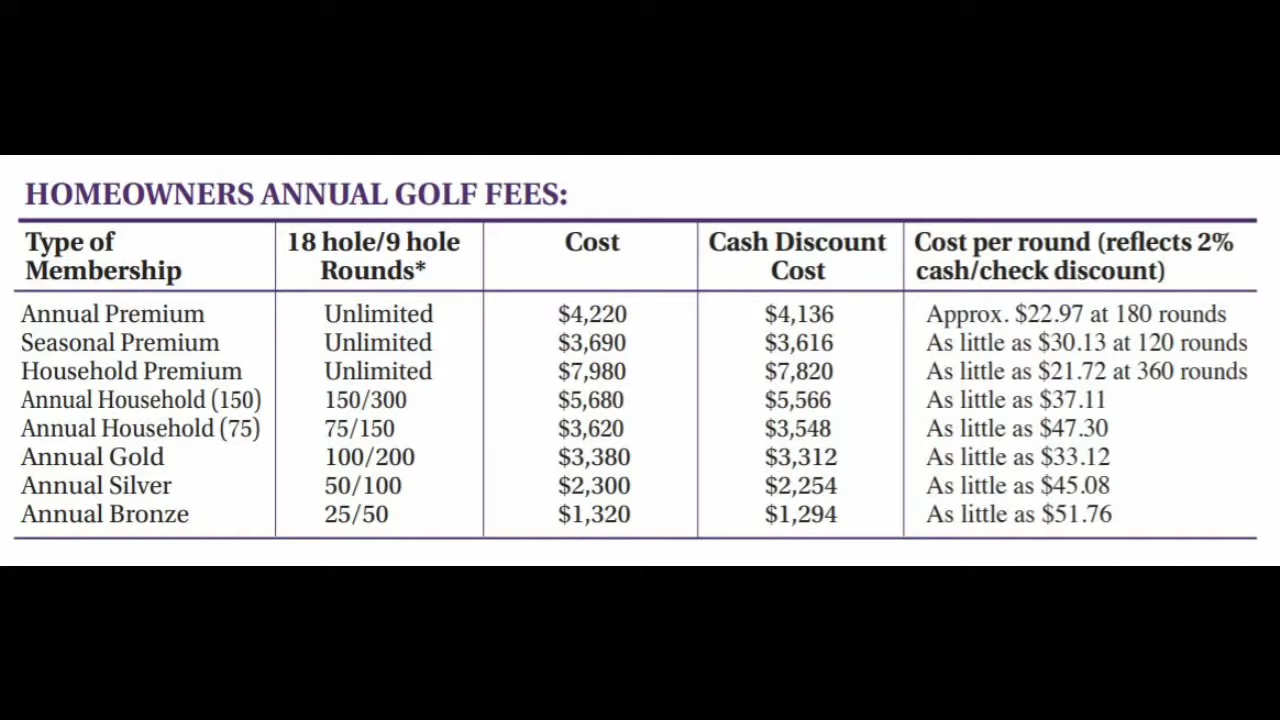 HOMEOWNERS ANNUAL GOLF FEES:
Type of Membership 18 hole/9 hole Rounds* Cost Cash Discount Cost Cost per round (reflects 2% cash/check discount)
Annual Premium Unlimited $4,220 $4,136 Approx. $22.97 at 180 rounds
Seasonal Premium Unlimited $3,690 $3,616 As little as $30.13 at 120 rounds
Household Premium Unlimited $7,980 $7,820 As little as $21.72 at 360 rounds
Annual Household (150) 150/300 $5,680 $5,566 As little as $37.11
Annual Household (75) 75/150 $3,620 $3,548 As little as $47.30
Annual Gold 100/200 $3,380 $3,312 As little as $33.12
Annual Silver 50/100 $2,300 $2,254 As little as $45.08
Annual Bronze 25/50 $1,320 $1,294 As little as $51.76